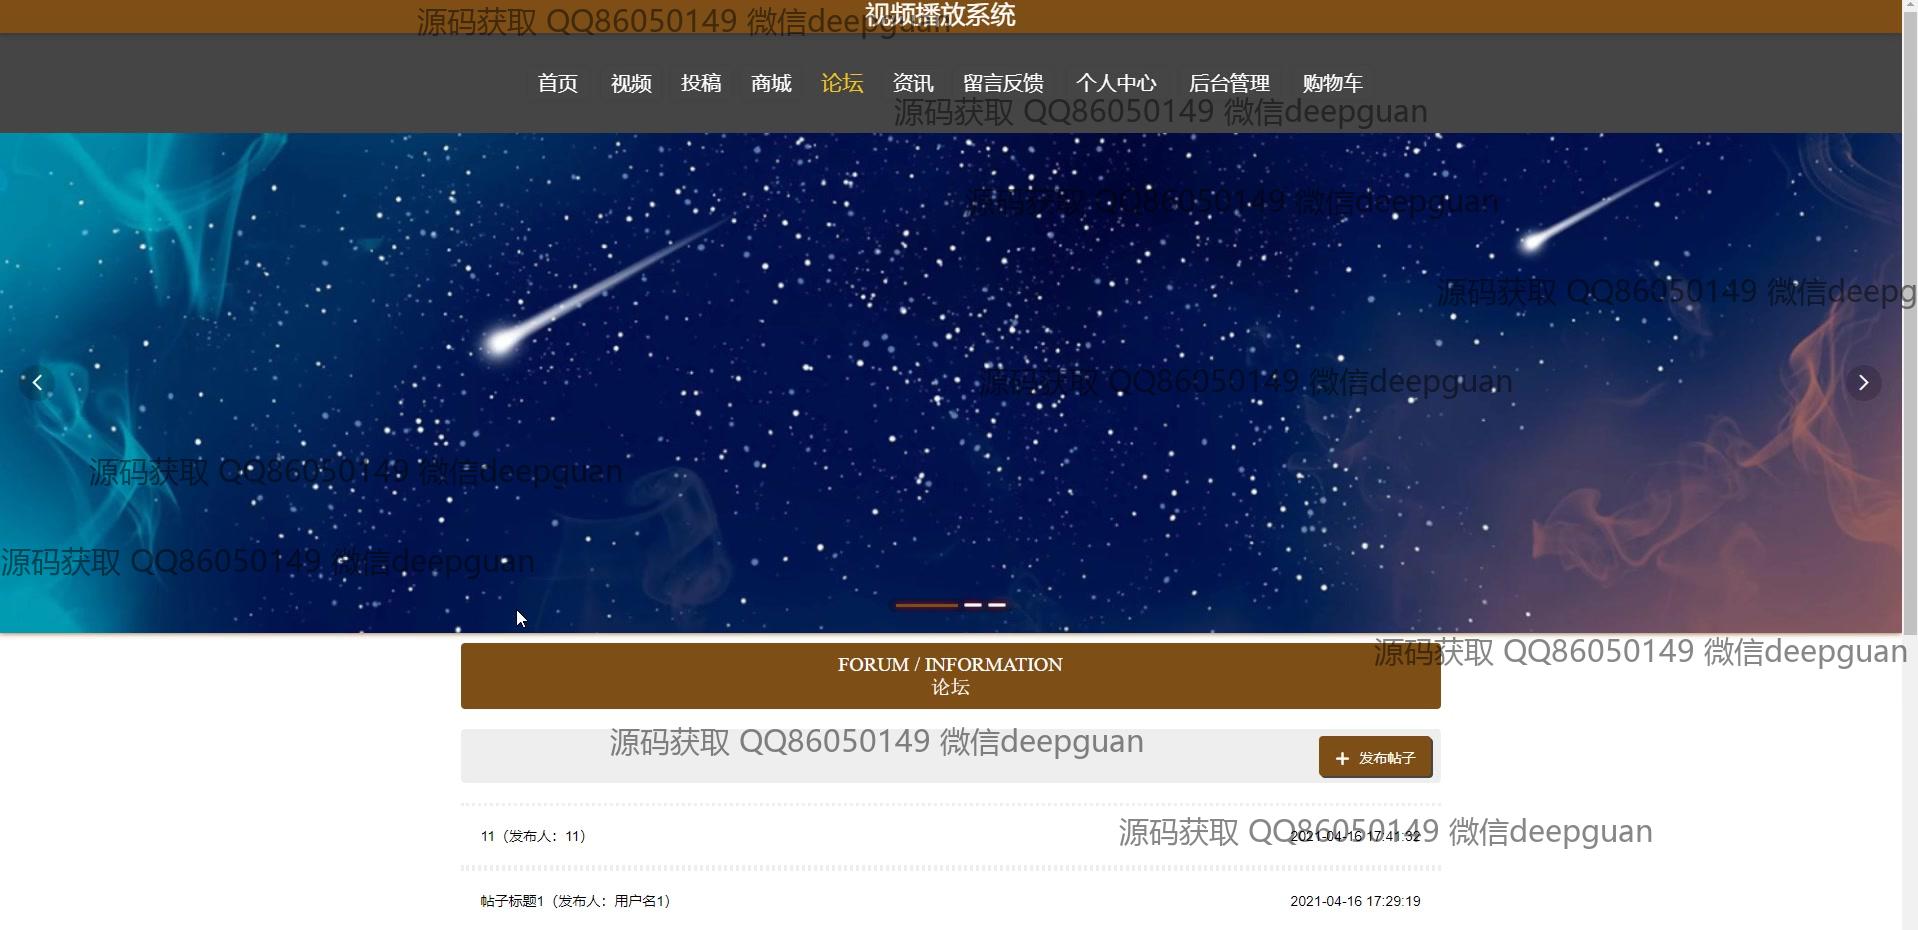 视频播放系统
源码获取 QQ86050149 微信deepguan
首页 视频 投稿 商城 论坛 资讯 留言反馈 个人中心 后台管理 购物车
源码获取 QQ86050149 微信deepguan
源码获取 QQ86050149 微信deepguan
源码获取 QQ86050149 微信deepg
源码获取 QQ86050149 微信deepguan
源码获取 QQ86050149 微信deepguan
源码获取 QQ86050149 微信deepguan
FORUM / INFORMATION
论坛
源码获取 QQ86050149 微信deepguan
源码获取 QQ86050149 微信deepguan
发布帖子
11（发布人：11） 2021-04-16 17:41:32
源码获取 QQ86050149 微信deepguan
帖子标题1（发布人：用户名1） 2021-04-16 17:29:19